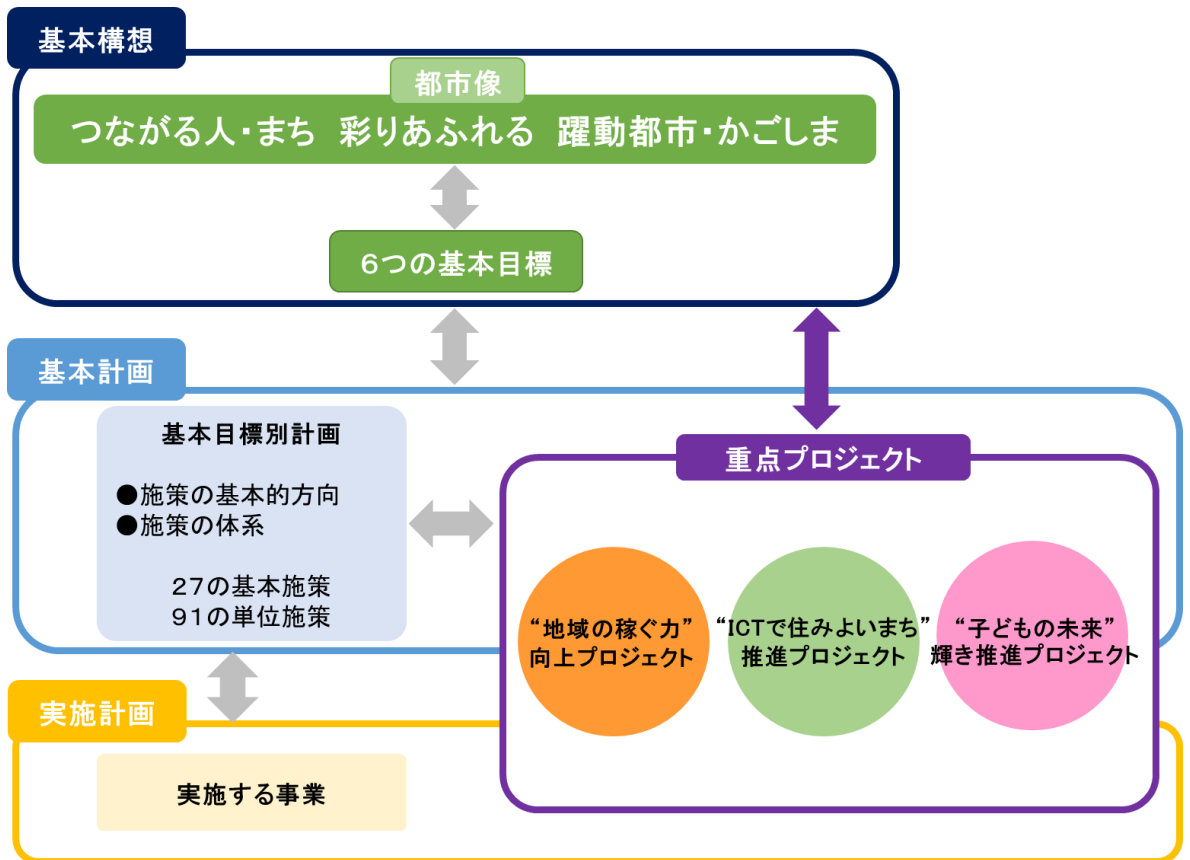 基本構想
都市像
つながる人・まち 彩りあふれる 躍動都市・かごしま
６つの基本目標
基本計画
基本目標別計画
●施策の基本的方向
●施策の体系
27の基本施策
91の単位施策
重点プロジェクト
“地域の稼ぐ力”
向上プロジェクト
“ICTで住みよいまち”
推進プロジェクト
“子どもの未来”
輝き推進プロジェクト
実施計画
実施する事業